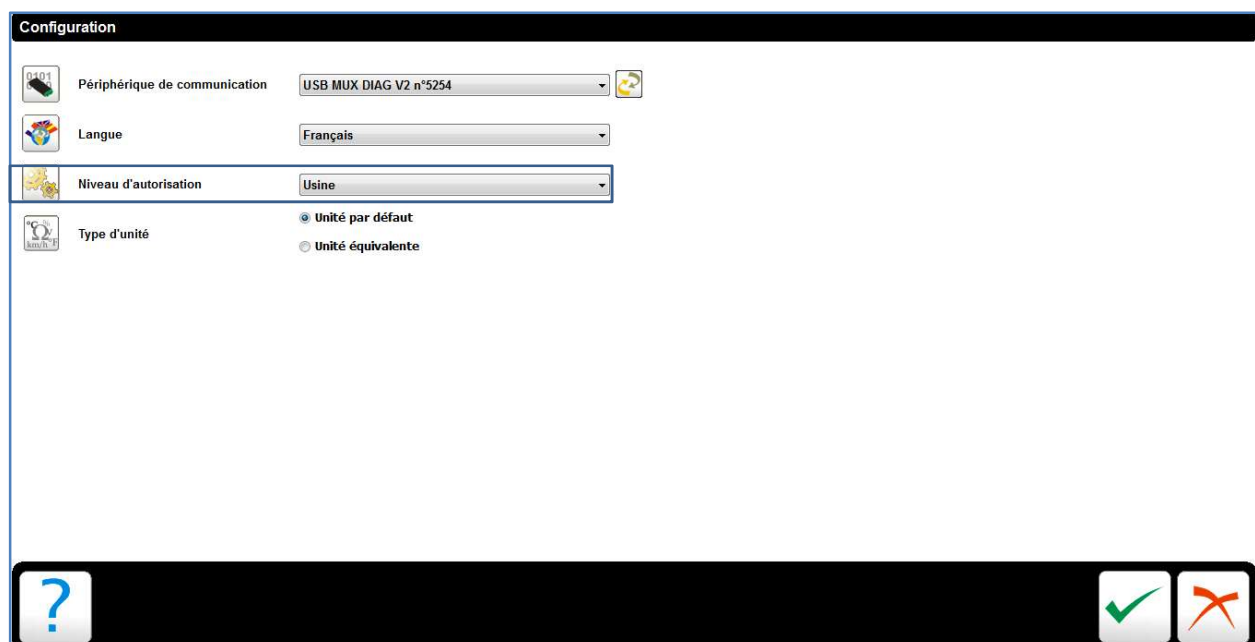 Configuration
Périphérique de communication
USB MUX DIAG V2 n°5254
Langue
Français
Niveau d'autorisation
Usine
Type d'unité
Unité par défaut
Unité équivalente
?